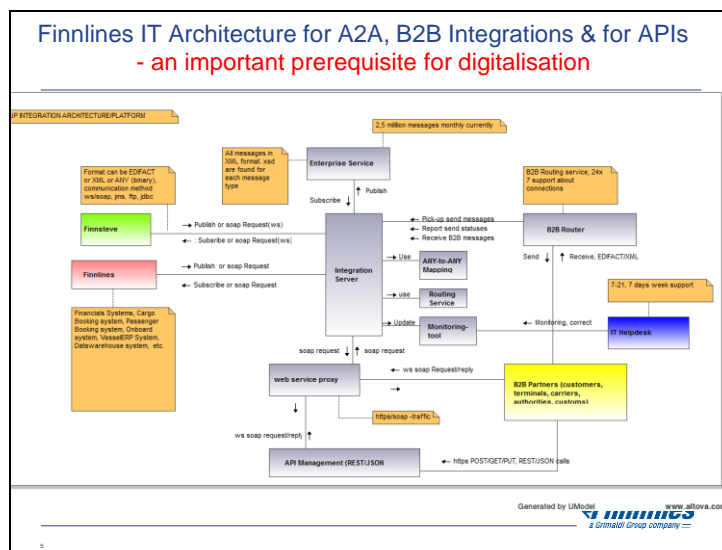 Finnlines IT Architecture for A2A, B2B Integrations & for APIs
- an important prerequisite for digitalisation
UP INTEGRATION ARCHITECTURE/PLATFORM
2,5 million messages monthly currently
All messages in
XML format. xsd
are found for
each message
type
Enterprise Service
Format can be EDIFACT
or XML or ANY (binary),
communication method
ws/soap, jms, ftp, jdbc
B2B Routing service, 24x
7 support about
connections
Subscribe
Publish
Finnsteve
Publish or soap Request(ws)
: Subsribe or soap Request(ws)
Pick-up send messages
Report send statuses
Receive B2B messages
B2B Router
Finnlines
Publish or soap Request
Subscribe or soap Request
Integration
Server
Use
ANY-to-ANY
Mapping
Send
Receive, EDIFACT/XML
use
Routing
Service
7-21, 7 days week support
Financials Systems, Cargo
Booking system, Passenger
Booking system, Onboard
system, VesselERP System,
Datawarehouse system, etc.
Update
Monitoring-
tool
Monitoring, correct
IT Helpdesk
soap request
soap request
web service proxy
ws soap Request/reply
B2B Partners (customers,
terminals, carriers,
authorities, customs)
https/soap -traffic
ws soap request/reply
API Management (REST/JSON
https POST/GET/PUT, REST/JSON calls
Generated by UModel
www.altova.com
Finnlines
a Grimaldi Group company
5